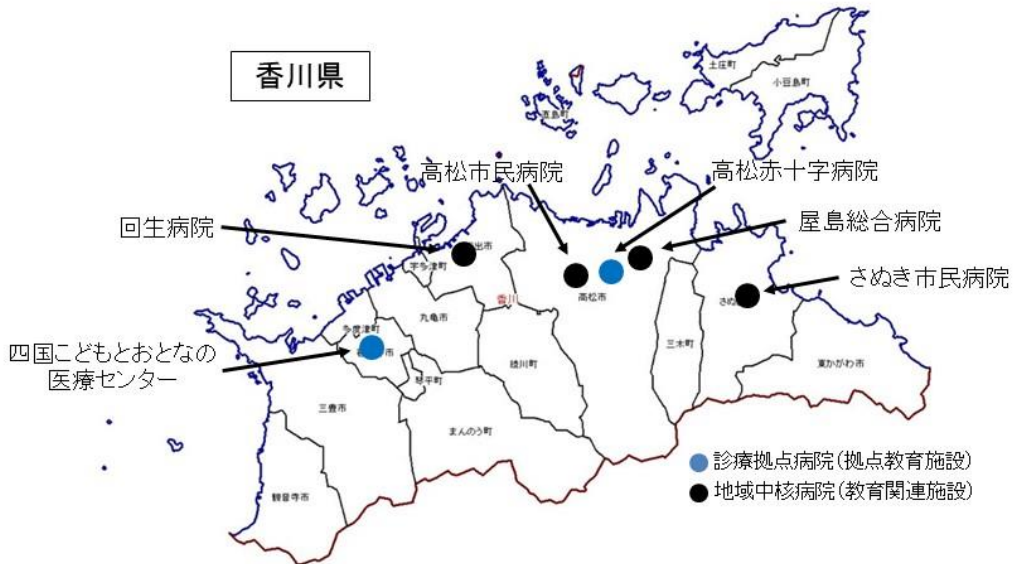 香川県
土庄町
小豆島町
直島町
高松市民病院
高松赤十字病院
回生病院
屋島総合病院
出市
宇多津町
さぬき市民病院
さぬ
高松市
香川
丸亀市
多度津町
市
四国こどもとおとなの
医療センター
琴平町
綾川町
三木町
東かがわ市
三豊市
まんのう町
観音寺市
診療拠点病院(拠点教育施設)
地域中核病院(教育関連施設)